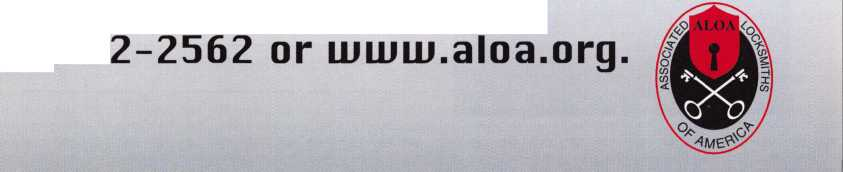 2-2562 or www.aloa.org.
ALOA
ASSOCIATED LOCKSMITHS
OF AMERICA